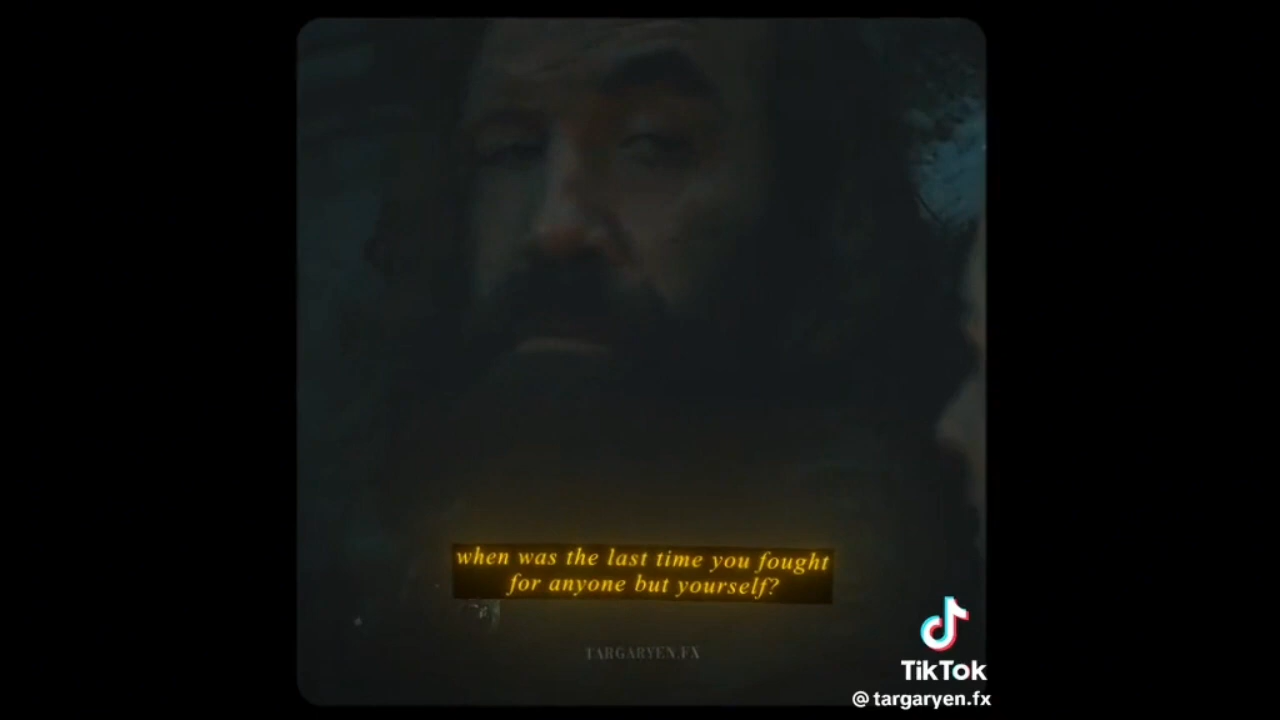 when was the last time you fought
for anyone but yourself?
TARGARYEN.FX
TikTok
@targaryen.fx